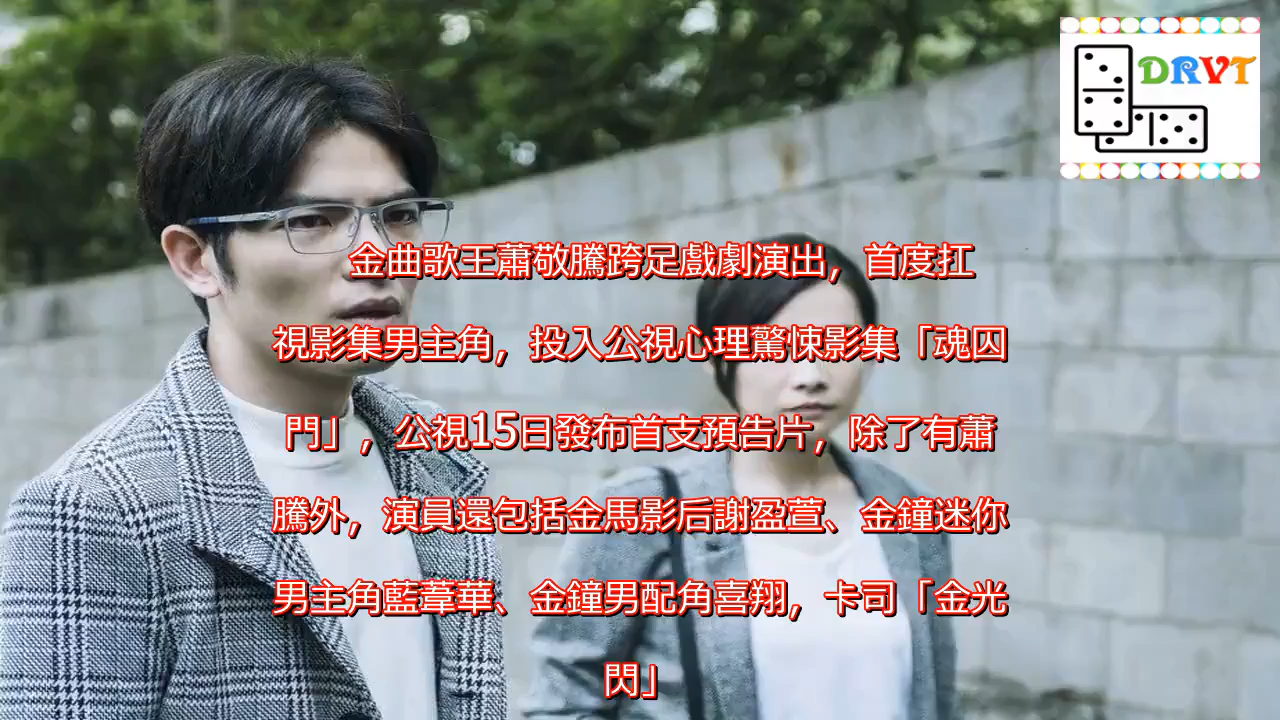 DRVT
金曲歌王蕭敬騰跨足戲劇演出，首度扛
視影集男主角，投入公視心理驚悚影集「魂囚
門」，公視15日發布首支預告片，除了有蕭
騰外，演員還包括金馬影后謝盈萱、金鐘迷你
男主角藍葦華、金鐘男配角喜翔，卡司「金光
閃」